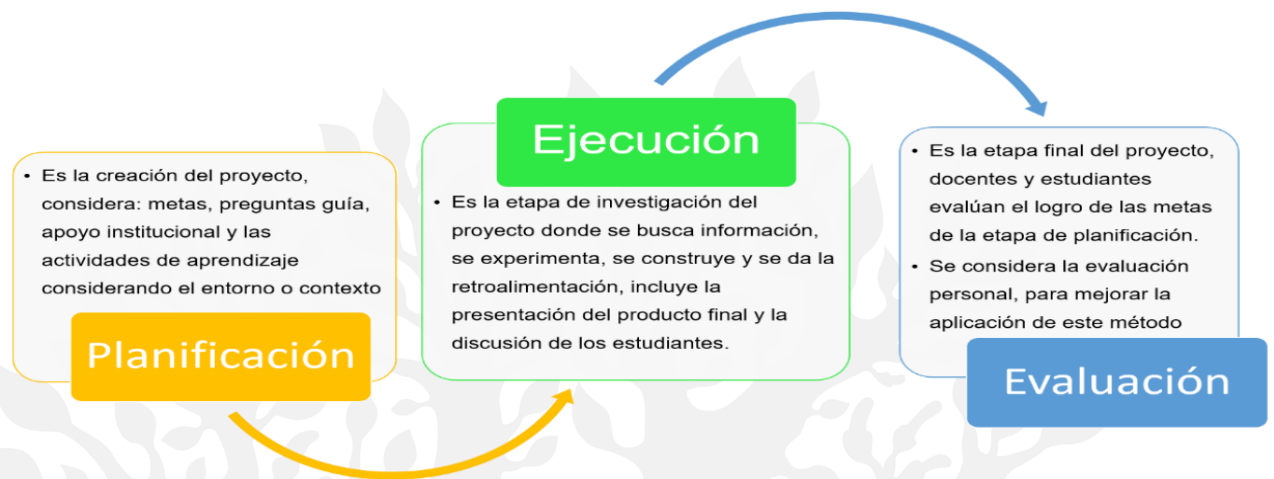 • Es la creación del proyecto,
considera: metas, preguntas guía,
apoyo institucional y las
actividades de aprendizaje
considerando el entorno o contexto
Planificación
Ejecución
• Es la etapa de investigación del
proyecto donde se busca información,
se experimenta, se construye y se da la
retroalimentación, incluye la
presentación del producto final y la
discusión de los estudiantes.
• Es la etapa final del proyecto,
docentes y estudiantes
evalúan el logro de las metas
de la etapa de planificación.
• Se considera la evaluación
personal, para mejorar la
aplicación de este método
Evaluación